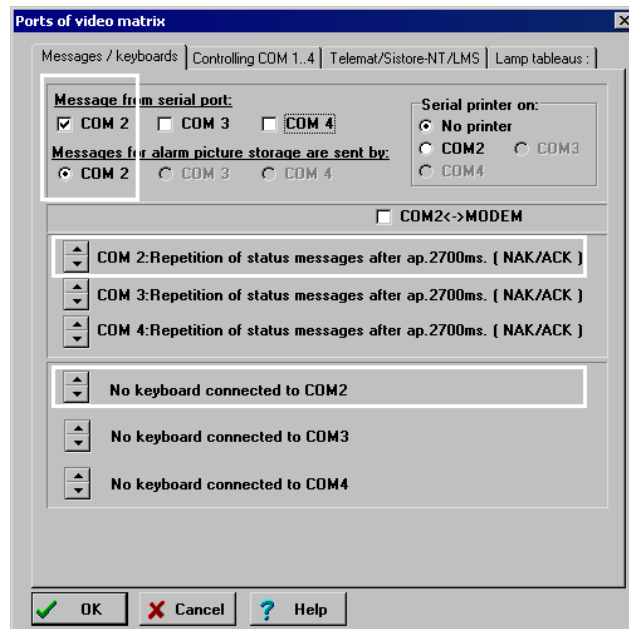 Ports of video matrix
Messages / keyboards Controlling COM 1..4 Telemat/Sistore-NT/LMS Lamp tableaus :
Message from serial port:
COM 2 COM 3 COM 4
Messages for alarm picture storage are sent by:
COM 2 COM 3 COM 4
Serial printer on:
No printer
COM2 COM3
COM4
COM2<->MODEM
COM 2:Repetition of status messages after ap.2700ms. ( NAK/ACK )
COM 3:Repetition of status messages after ap.2700ms. ( NAK/ACK )
COM 4:Repetition of status messages after ap.2700ms. ( NAK/ACK )
No keyboard connected to COM2
No keyboard connected to COM3
No keyboard connected to COM4
OK Cancel Help